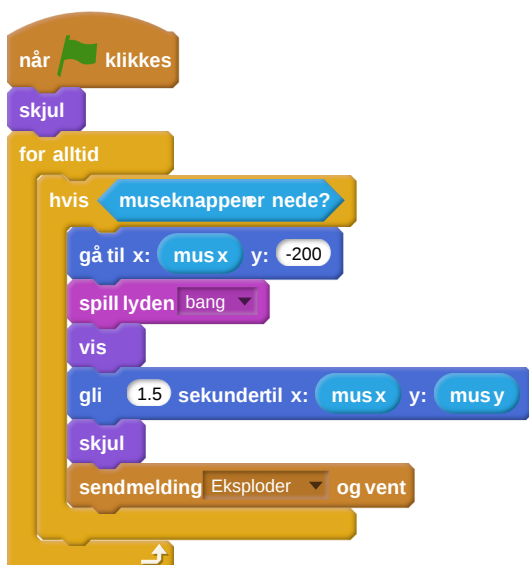 når klikkes
skjul
for alltid
hvis museknappen er nede?
gå til x: mus x y: -200
spill lyden bang
vis
gli 1.5 sekunder til x: mus x y: mus y
skjul
send melding Eksploder og vent